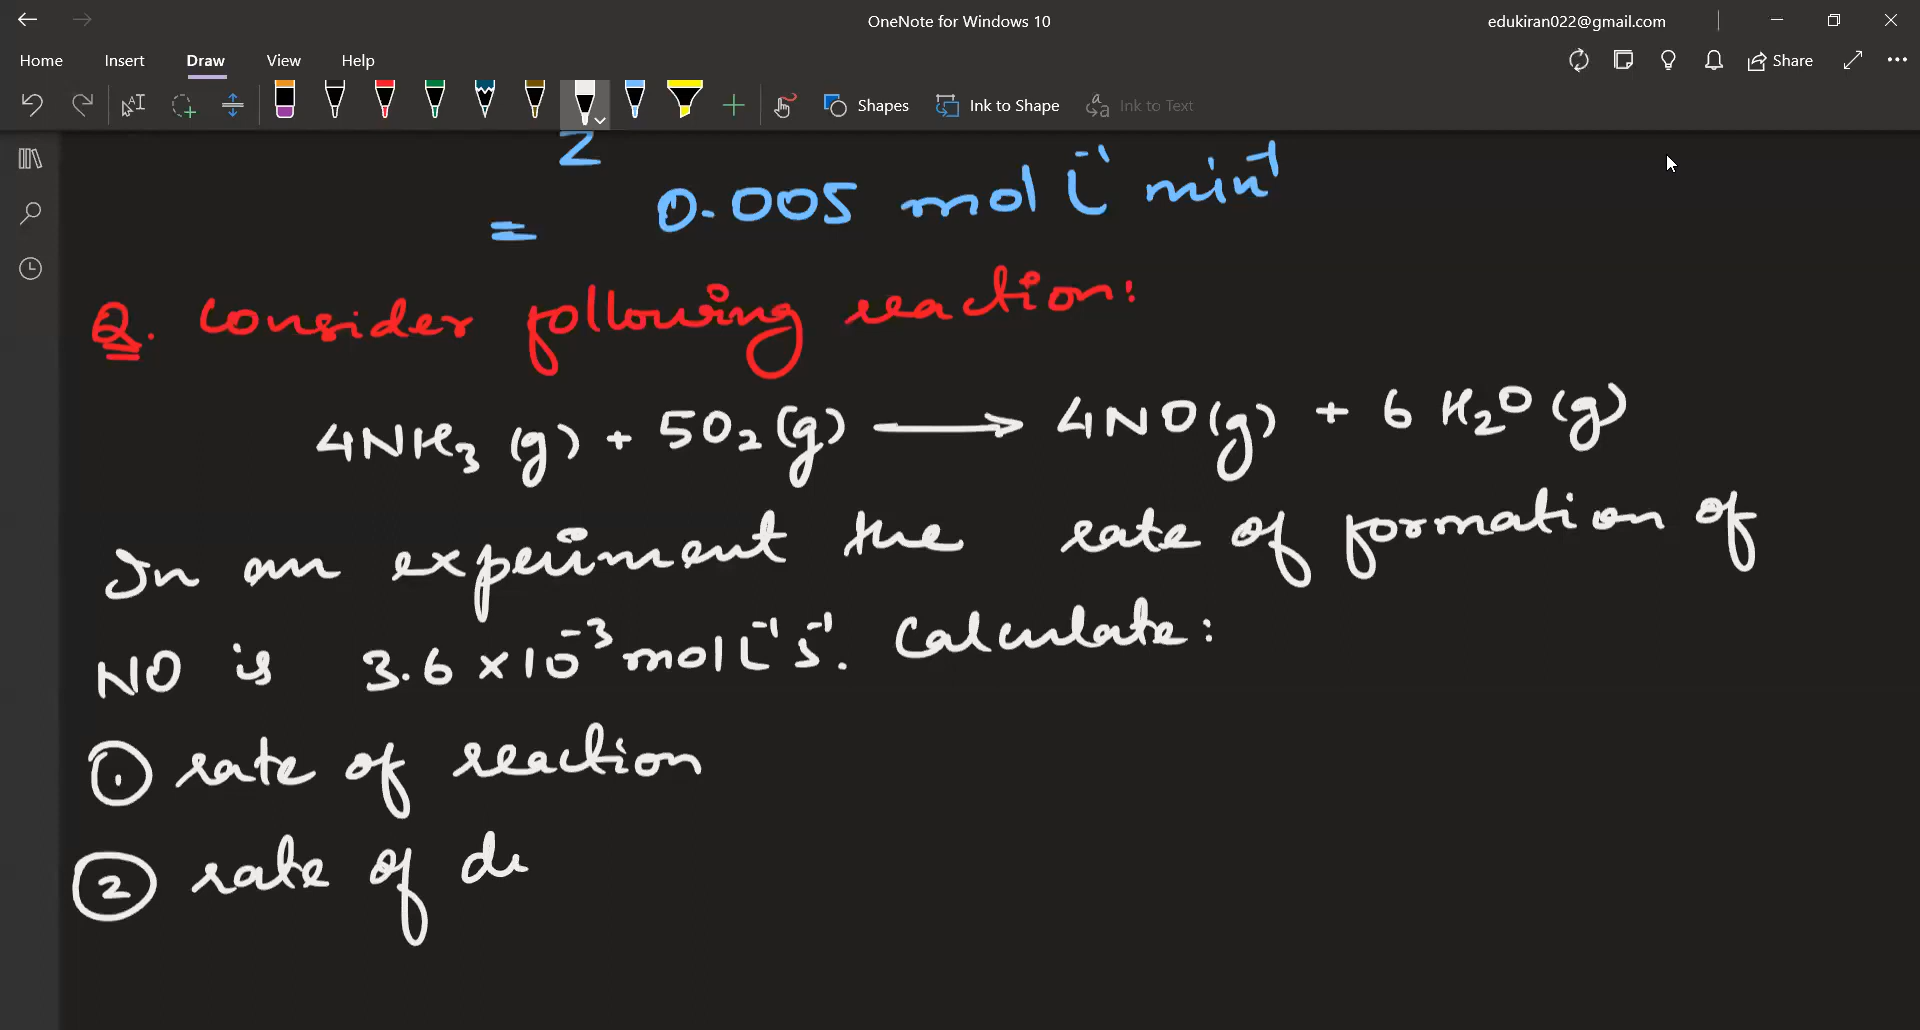 OneNote for Windows 10
edukiran022@gmail.com
Home Insert Draw View Help
Share
Shapes Ink to Shape Ink to Text
2
= 0.005 mol L⁻¹ min⁻¹
Q. Consider following reaction:
4NH₃ (g) + 5O₂ (g) ⟶ 4NO(g) + 6 H₂O (g)
In an experiment the rate of formation of
NO is 3.6 × 10⁻³ mol L⁻¹ s⁻¹. Calculate:
① rate of reaction
② rate of de